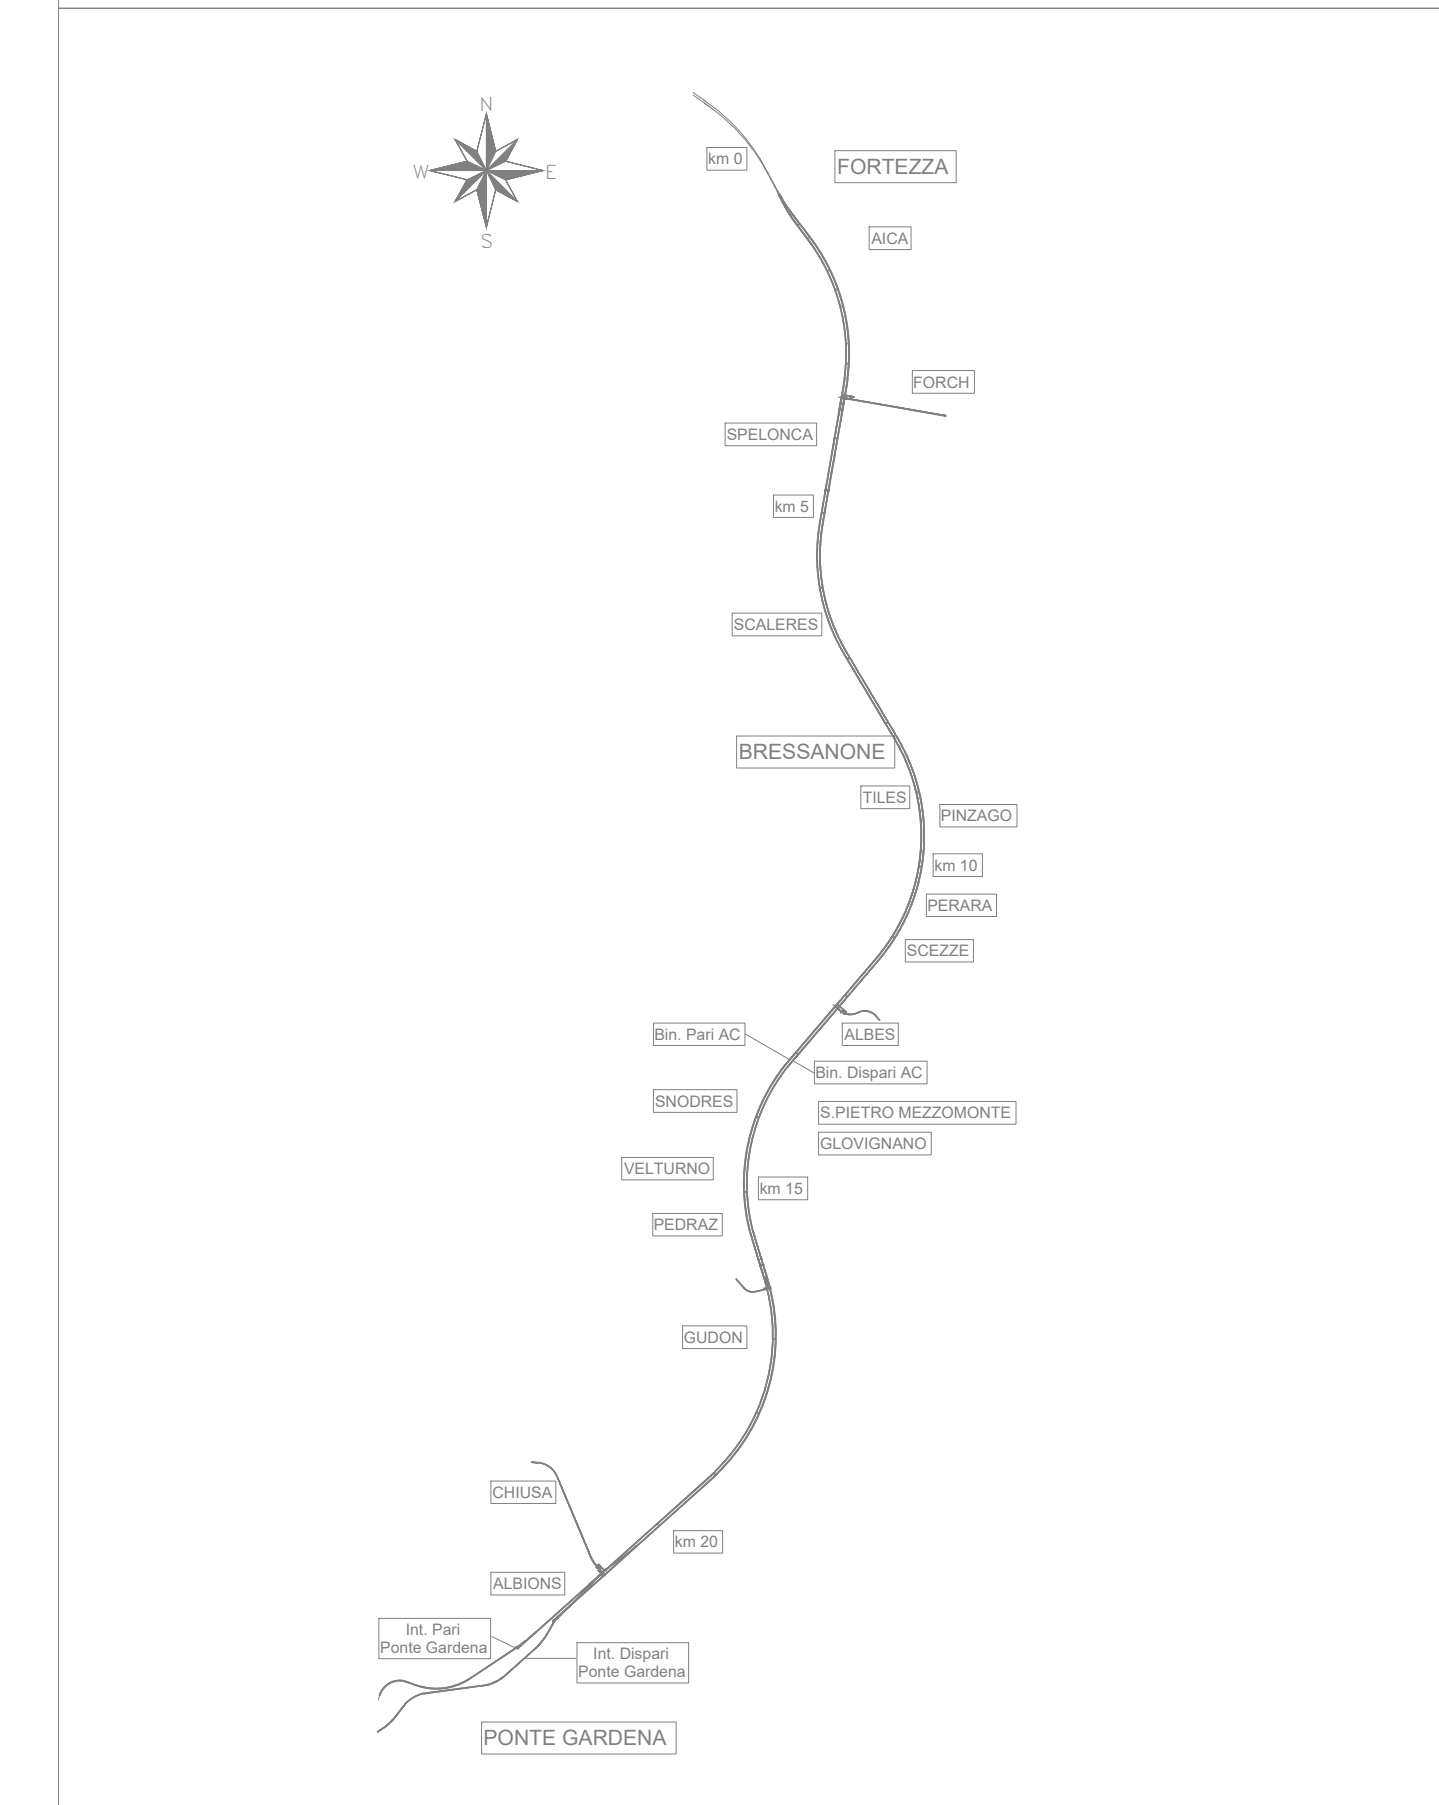 N
km 0
FORTEZZA
W
E
AICA
S
FORCH
SPELONCA
km 5
SCALERES
BRESSANONE
TILES
PINZAGO
km 10
PERARA
SCEZZE
Bin. Pari AC
ALBES
Bin. Dispari AC
SNODRES
S.PIETRO MEZZOMONTE
GLOVIGNANO
VELTURNO
km 15
PEDRAZ
GUDON
CHIUSA
km 20
ALBIONS
Int. Pari
Ponte Gardena
Int. Dispari
Ponte Gardena
PONTE GARDENA